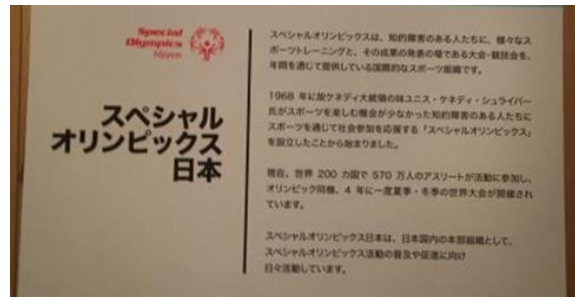 Special
Olympics
Nippon
スペシャル
オリンピックス
日本
スペシャルオリンピックスは、知的障害のある人たちに、様々なス
ポーツトレーニングと、その成果の発表の場である大会・競技会を、
年間を通じて提供している国際的なスポーツ組織です。
1968 年に故ケネディ大統領の妹ユニス・ケネディ・シュライバー
氏がスポーツを楽しむ機会が少なかった知的障害のある人たちに
スポーツを通じて社会参加を応援する「スペシャルオリンピックス」
を設立したことから始まりました。
現在、世界 200 カ国で 570 万人のアスリートが活動に参加し、
オリンピック同様、4 年に一度夏季・冬季の世界大会が開催され
ています。
スペシャルオリンピックス日本は、日本国内の本部組織として、
スペシャルオリンピックス活動の普及や促進に向け
日々活動しています。